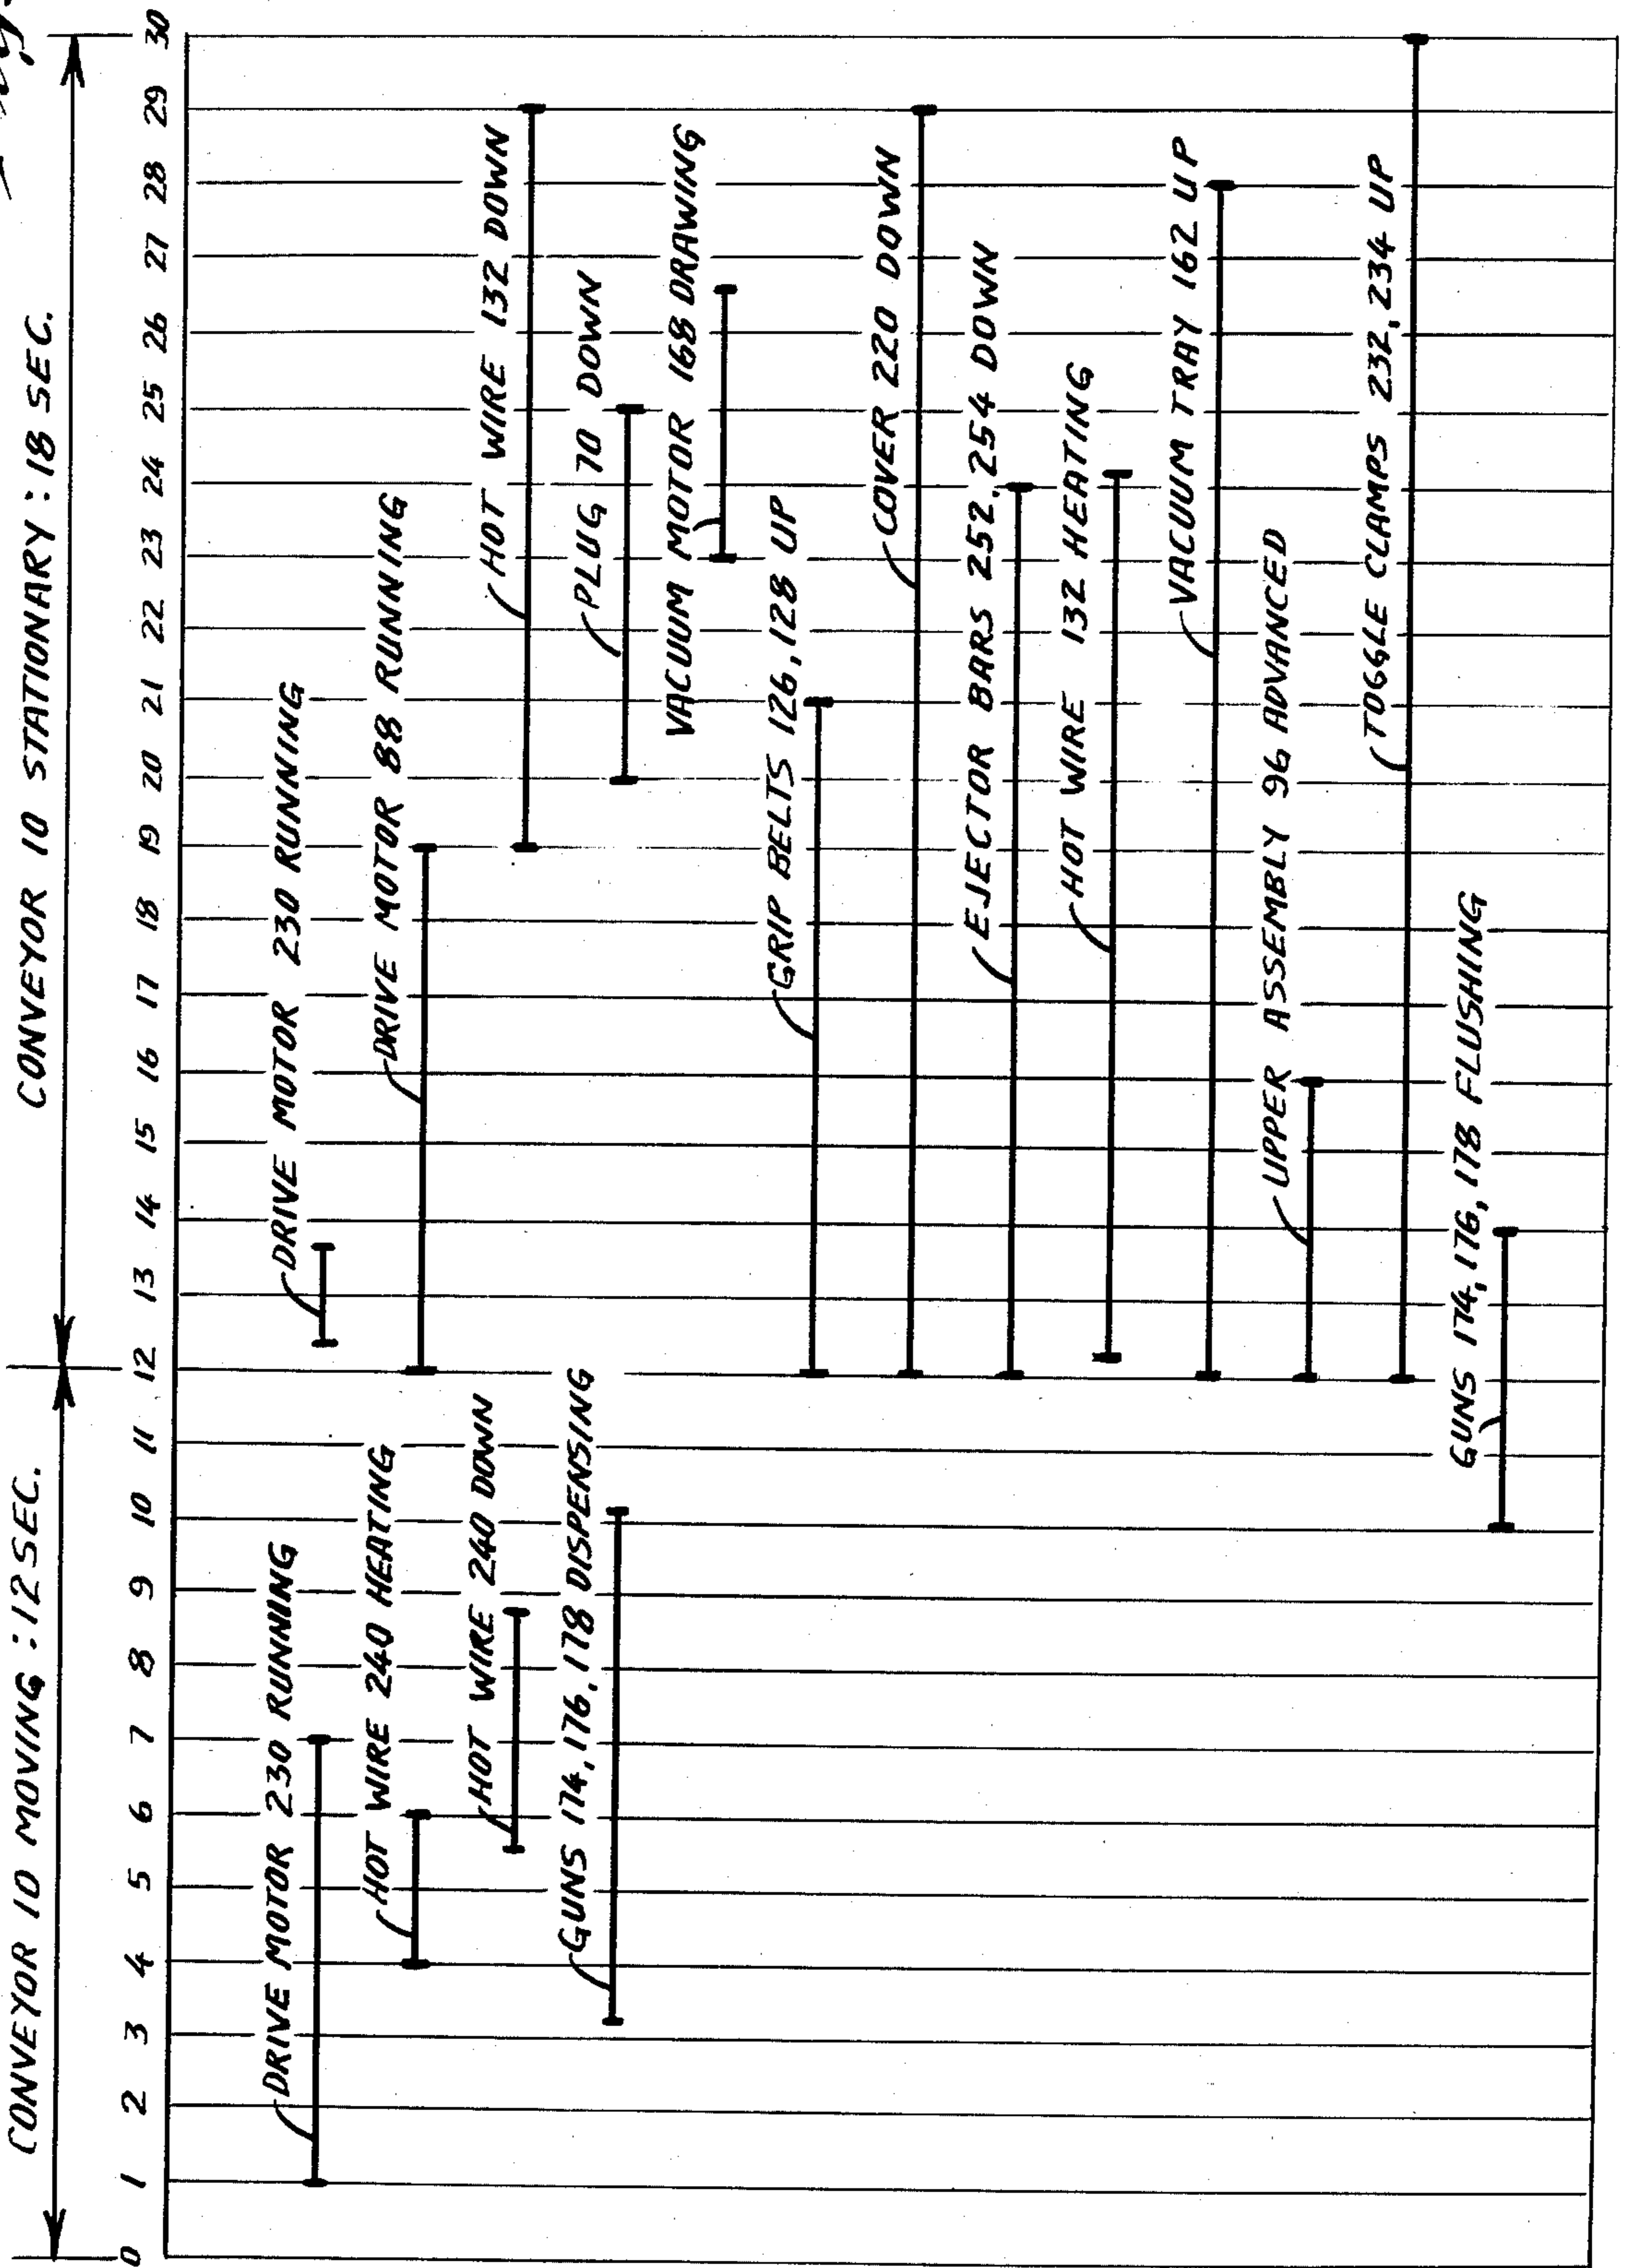 CONVEYOR 10 MOVING : 12 SEC.
CONVEYOR 10 STATIONARY : 18 SEC.
0 1 2 3 4 5 6 7 8 9 10 11 12 13 14 15 16 17 18 19 20 21 22 23 24 25 26 27 28 29 30
DRIVE MOTOR 230 RUNNING
DRIVE MOTOR 230 RUNNING
HOT WIRE 240 HEATING
DRIVE MOTOR 88 RUNNING
HOT WIRE 240 DOWN
HOT WIRE 132 DOWN
GUNS 174, 176, 178 DISPENSING
PLUG 70 DOWN
VACUUM MOTOR 168 DRAWING
GRIP BELTS 126, 128 UP
COVER 220 DOWN
EJECTOR BARS 252, 254 DOWN
HOT WIRE 132 HEATING
VACUUM TRAY 162 UP
UPPER ASSEMBLY 96 ADVANCED
TOGGLE CLAMPS 232, 234 UP
GUNS 174, 176, 178 FLUSHING